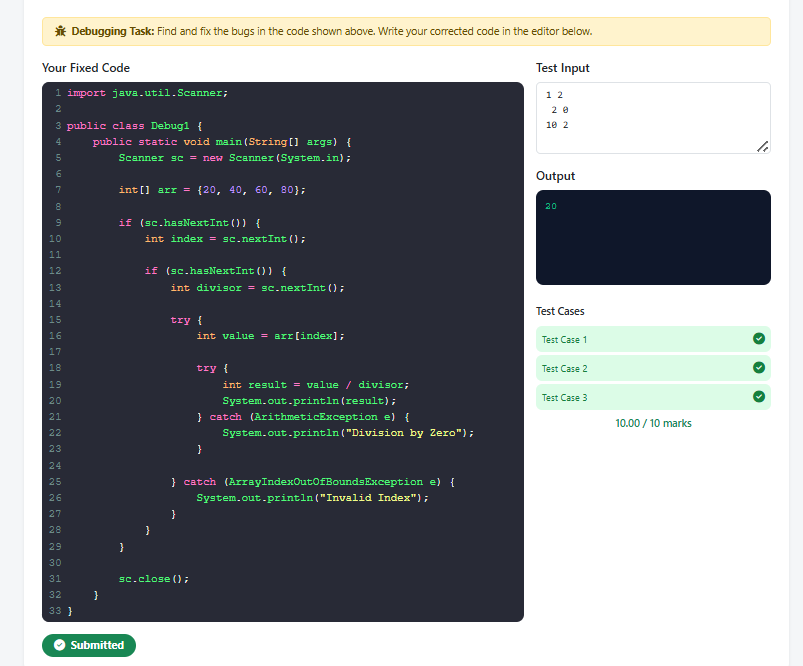 Debugging Task: Find and fix the bugs in the code shown above. Write your corrected code in the editor below.
Your Fixed Code
1 import java.util.Scanner;
2
3 public class Debug1 {
4     public static void main(String[] args) {
5         Scanner sc = new Scanner(System.in);
6
7         int[] arr = {20, 40, 60, 80};
8
9         if (sc.hasNextInt()) {
10             int index = sc.nextInt();
11
12             if (sc.hasNextInt()) {
13                 int divisor = sc.nextInt();
14
15                 try {
16                     int value = arr[index];
17
18                     try {
19                         int result = value / divisor;
20                         System.out.println(result);
21                     } catch (ArithmeticException e) {
22                         System.out.println("Division by Zero");
23                     }
24
25                 } catch (ArrayIndexOutOfBoundsException e) {
26                     System.out.println("Invalid Index");
27                 }
28             }
29         }
30
31         sc.close();
32     }
33 }
Submitted
Test Input
1 2
2 0
10 2
Output
20
Test Cases
Test Case 1
Test Case 2
Test Case 3
10.00 / 10 marks